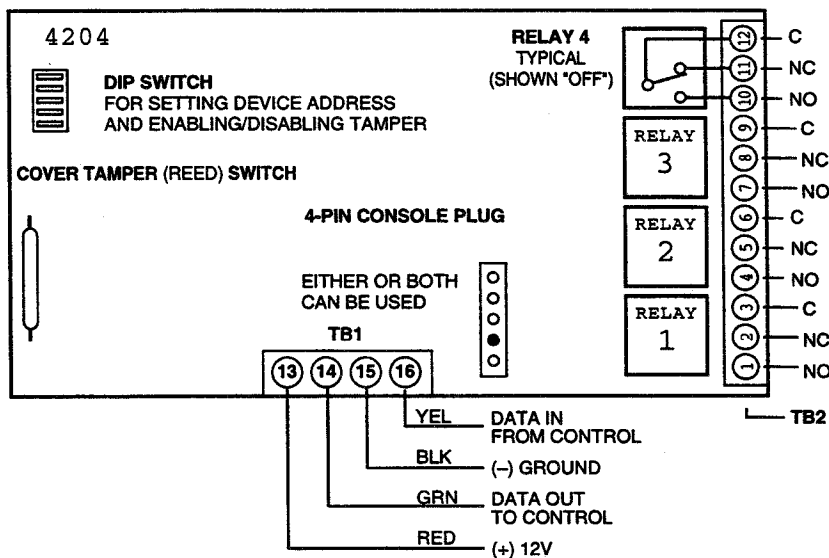 4204
DIP SWITCH
FOR SETTING DEVICE ADDRESS
AND ENABLING/DISABLING TAMPER
COVER TAMPER (REED) SWITCH
4-PIN CONSOLE PLUG
EITHER OR BOTH
CAN BE USED
TB1
13 14 15 16
RELAY 4
TYPICAL
(SHOWN "OFF")
RELAY
3
RELAY
2
RELAY
1
12 C
11 NC
10 NO
9 C
8 NC
7 NO
6 C
5 NC
4 NO
3 C
2 NC
1 NO
TB2
YEL DATA IN
FROM CONTROL
BLK (–) GROUND
GRN DATA OUT
TO CONTROL
RED (+) 12V